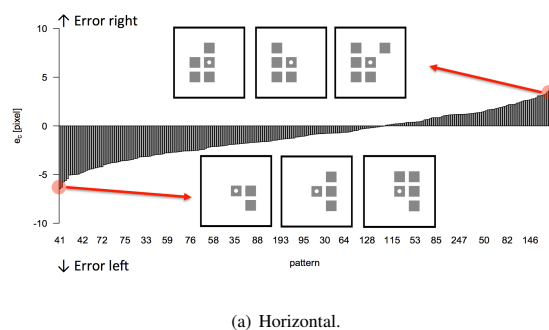 ↑ Error right
10
5
0
-5
-10
e_c [pixel]
41 42 72 75 33 59 76 58 35 88 193 95 30 64 128 115 53 85 247 50 82 146
pattern
↓ Error left
(a) Horizontal.